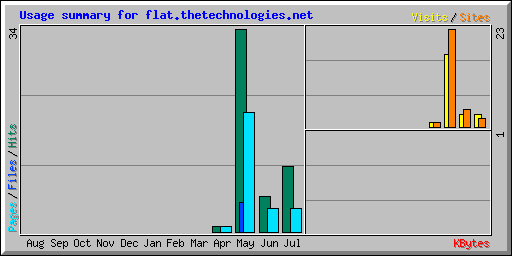 Usage summary for flat.thetechnologies.net
Visits / Sites
34
23
1
Pages / Files / Hits
Aug Sep Oct Nov Dec Jan Feb Mar Apr May Jun Jul
KBytes